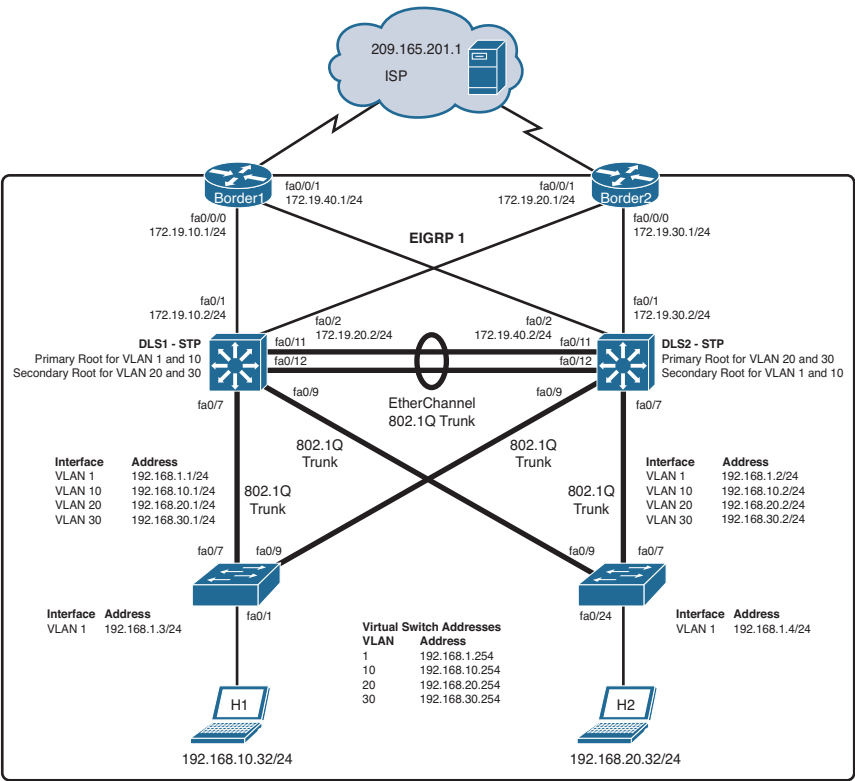 209.165.201.1
ISP
Border1
Border2
fa0/0/1
172.19.40.1/24
fa0/0/1
172.19.20.1/24
fa0/0/0
172.19.10.1/24
fa0/0/0
172.19.30.1/24
EIGRP 1
fa0/1
172.19.10.2/24
fa0/2
172.19.20.2/24
fa0/2
172.19.40.2/24
fa0/1
172.19.30.2/24
DLS1 - STP
Primary Root for VLAN 1 and 10
Secondary Root for VLAN 20 and 30
fa0/11
fa0/12
fa0/11
fa0/12
DLS2 - STP
Primary Root for VLAN 20 and 30
Secondary Root for VLAN 1 and 10
fa0/7
fa0/9
EtherChannel
802.1Q Trunk
fa0/9
fa0/7
802.1Q
Trunk
802.1Q
Trunk
Interface Address
VLAN 1 192.168.1.1/24
VLAN 10 192.168.10.1/24
VLAN 20 192.168.20.1/24
VLAN 30 192.168.30.1/24
802.1Q
Trunk
802.1Q
Trunk
Interface Address
VLAN 1 192.168.1.2/24
VLAN 10 192.168.10.2/24
VLAN 20 192.168.20.2/24
VLAN 30 192.168.30.2/24
fa0/7
fa0/9
fa0/9
fa0/7
Interface Address
VLAN 1 192.168.1.3/24
fa0/1
Virtual Switch Addresses
VLAN Address
1 192.168.1.254
10 192.168.10.254
20 192.168.20.254
30 192.168.30.254
fa0/24
Interface Address
VLAN 1 192.168.1.4/24
H1
192.168.10.32/24
H2
192.168.20.32/24